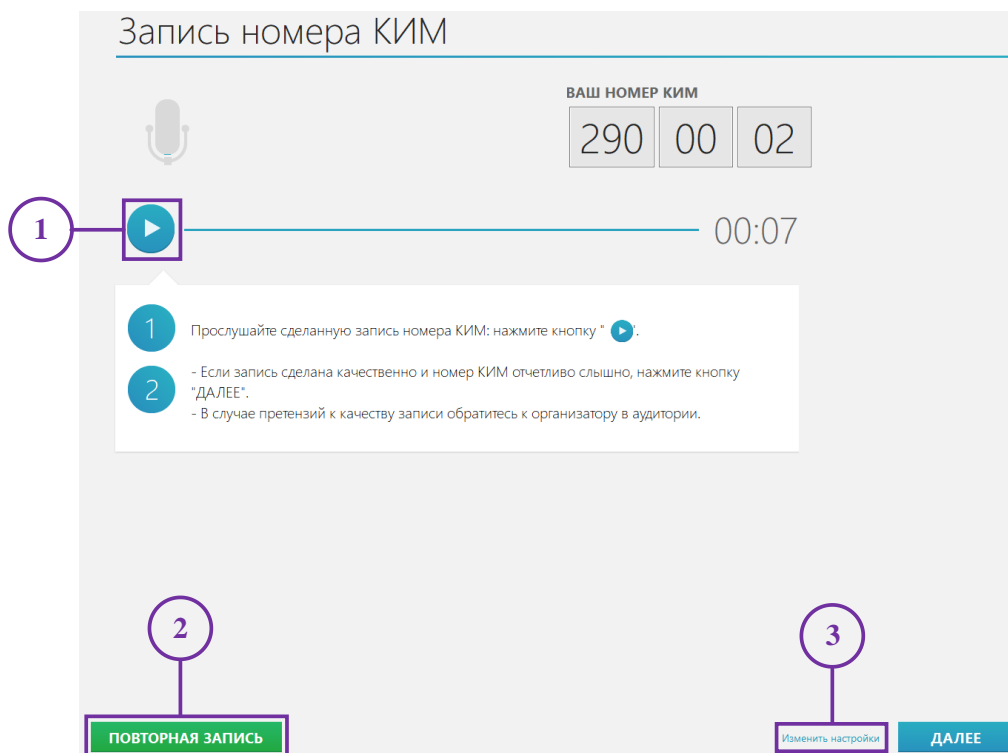 Запись номера КИМ
ВАШ НОМЕР КИМ
290 00 02
1
00:07
1 Прослушайте сделанную запись номера КИМ: нажмите кнопку " ".
2 - Если запись сделана качественно и номер КИМ отчетливо слышно, нажмите кнопку
"ДАЛЕЕ".
- В случае претензий к качеству записи обратитесь к организатору в аудитории.
2
3
ПОВТОРНАЯ ЗАПИСЬ
Изменить настройки
ДАЛЕЕ